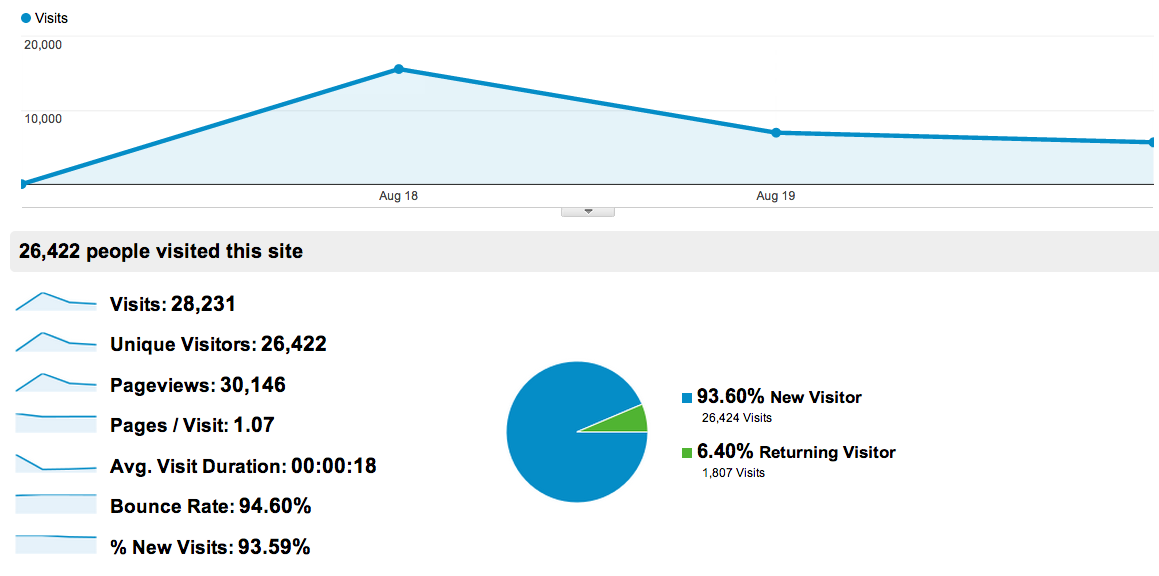 Visits
20,000
10,000
Aug 18
Aug 19
26,422 people visited this site
Visits: 28,231
Unique Visitors: 26,422
Pageviews: 30,146
Pages / Visit: 1.07
Avg. Visit Duration: 00:00:18
Bounce Rate: 94.60%
% New Visits: 93.59%
93.60% New Visitor
26,424 Visits
6.40% Returning Visitor
1,807 Visits